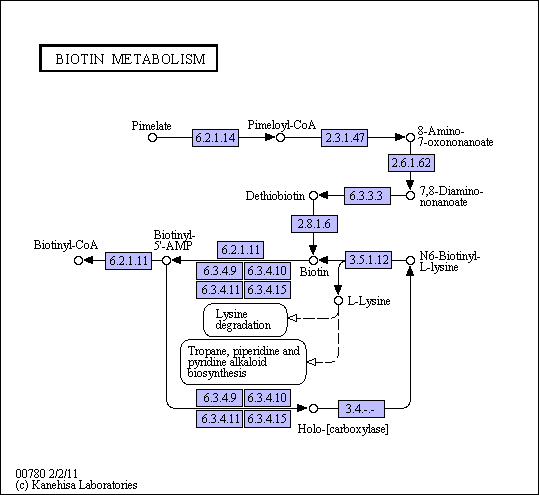 BIOTIN METABOLISM
Pimelate
6.2.1.14
Pimeloyl-CoA
2.3.1.47
8-Amino-
7-oxononanoate
2.6.1.62
Dethiobiotin
6.3.3.3
7,8-Diamino-
nonanoate
2.8.1.6
Biotinyl-CoA
6.2.1.11
Biotinyl-
5'-AMP
6.2.1.11
6.3.4.9
6.3.4.10
6.3.4.11
6.3.4.15
Biotin
3.5.1.12
N6-Biotinyl-
L-lysine
L-Lysine
Lysine
degradation
Tropane, piperidine and
pyridine alkaloid
biosynthesis
6.3.4.9
6.3.4.10
6.3.4.11
6.3.4.15
3.4.-.-
Holo-[carboxylase]
00780 2/2/11
(c) Kanehisa Laboratories